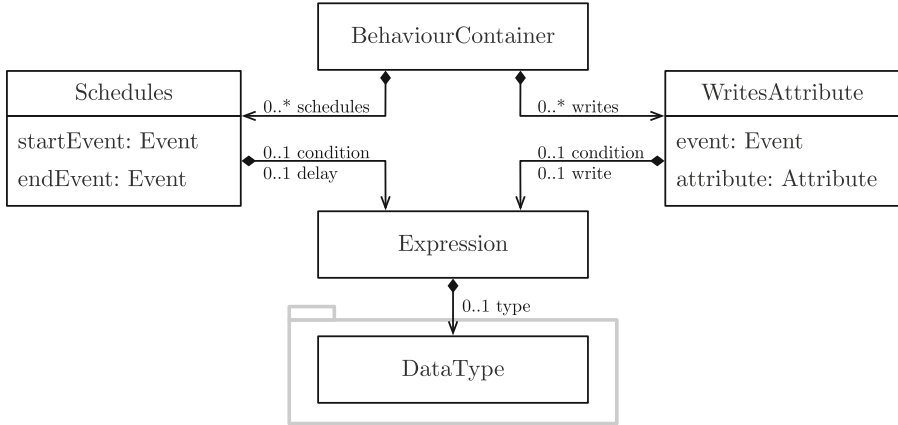 BehaviourContainer
Schedules
startEvent: Event
endEvent: Event
0..* schedules
0..* writes
WritesAttribute
event: Event
attribute: Attribute
0..1 condition
0..1 delay
0..1 condition
0..1 write
Expression
0..1 type
DataType